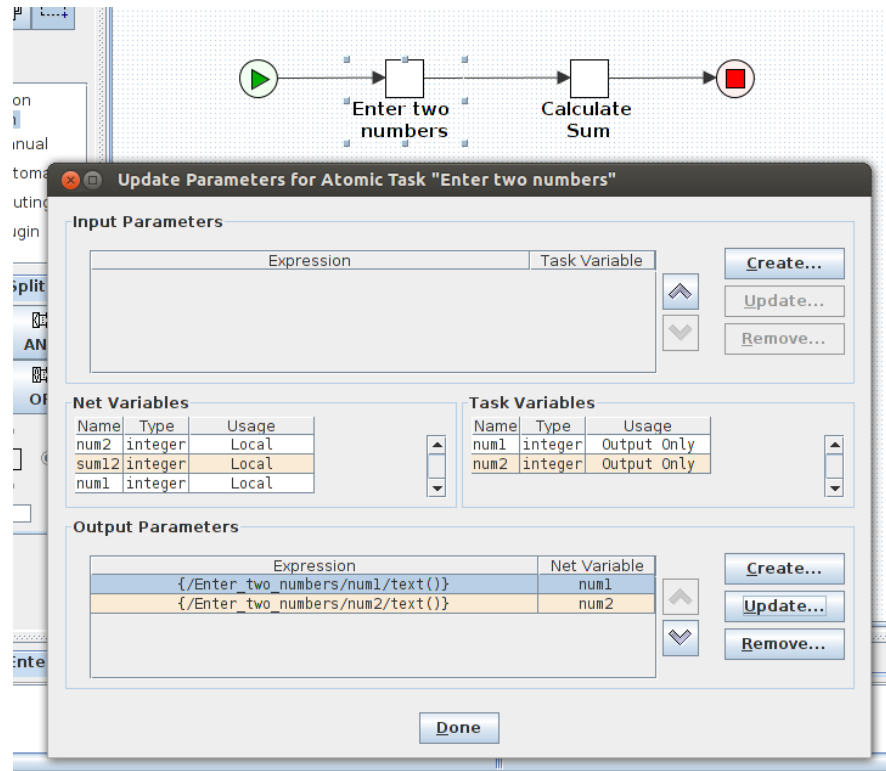 Enter two
numbers
Calculate
Sum
on
nual
toma
uting
ugin
Split
AN
Ente
Update Parameters for Atomic Task "Enter two numbers"
Input Parameters
Expression Task Variable
Create...
Update...
Remove...
Net Variables
Name Type Usage
num2 integer Local
sum12 integer Local
num1 integer Local
Task Variables
Name Type Usage
num1 integer Output Only
num2 integer Output Only
Output Parameters
Expression Net Variable
{/Enter_two_numbers/num1/text()} num1
{/Enter_two_numbers/num2/text()} num2
Create...
Update...
Remove...
Done